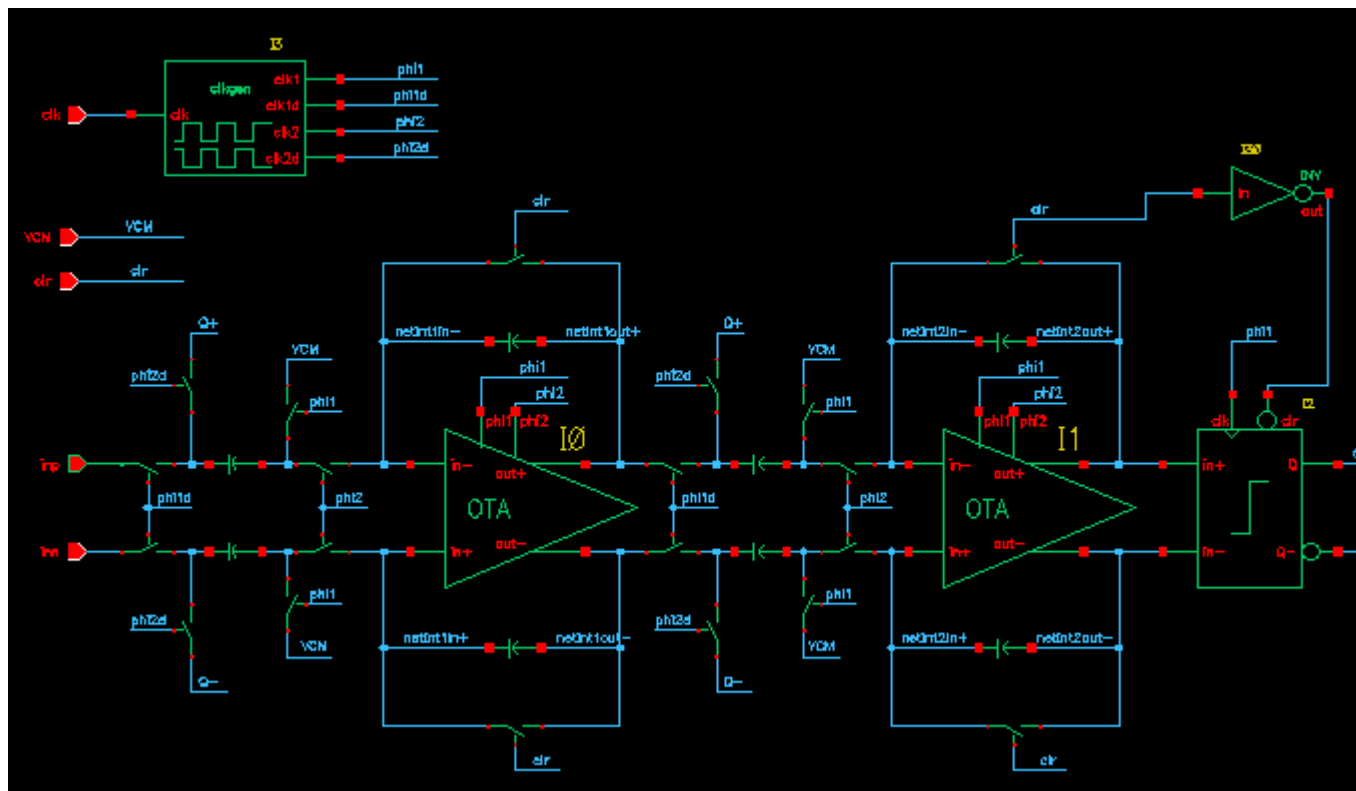 I3
clkgen
clk
clk
clk1
phi1
clk1d
phi1d
clk2
phi2
clk2d
phi2d
VCM
VCM
clr
clr
clr
clr
I30
in
INV
out
Q+
netInt1in-
netInt1out+
Q+
netInt2in-
netInt2out+
phi1
VCM
phi2d
phi1
phi2
phi1
phi2
VCM
phi2d
phi1
phi1
phi2
phi1
phi2
I2
clk
clr
phi1
inp
in-
I0
out+
in-
I1
out+
in+
Q
phi1d
phi2
OTA
phi1d
phi2
OTA
inn
in+
out-
in+
out-
in-
Q-
phi2d
phi1
VCM
netInt1in+
netInt1out-
phi2d
phi1
VCM
netInt2in+
netInt2out-
Q-
Q-
clr
clr